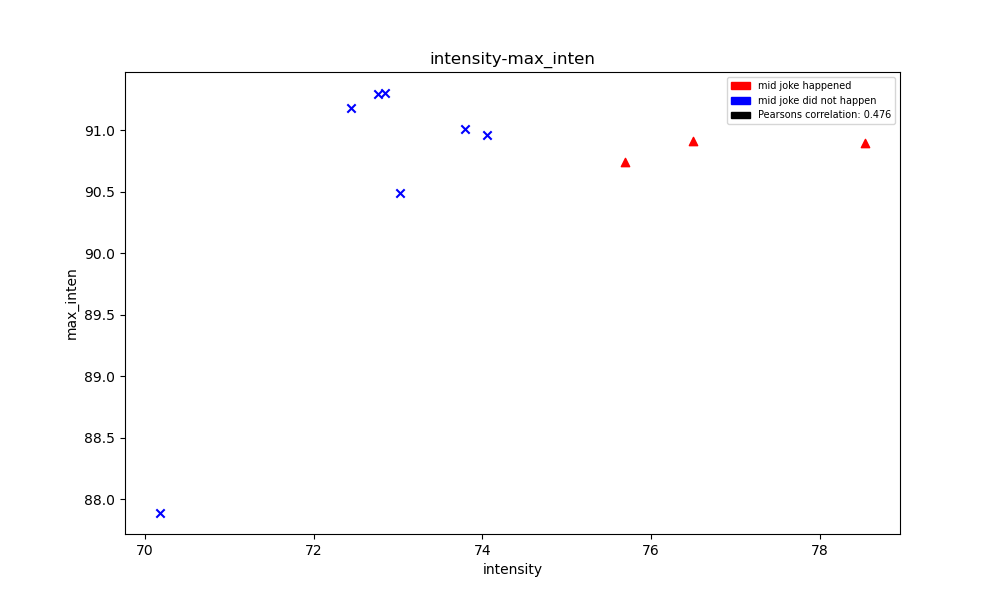 intensity-max_inten
mid joke happened
mid joke did not happen
Pearsons correlation: 0.476
91.0
90.5
90.0
89.5
89.0
88.5
88.0
max_inten
70
72
74
76
78
intensity